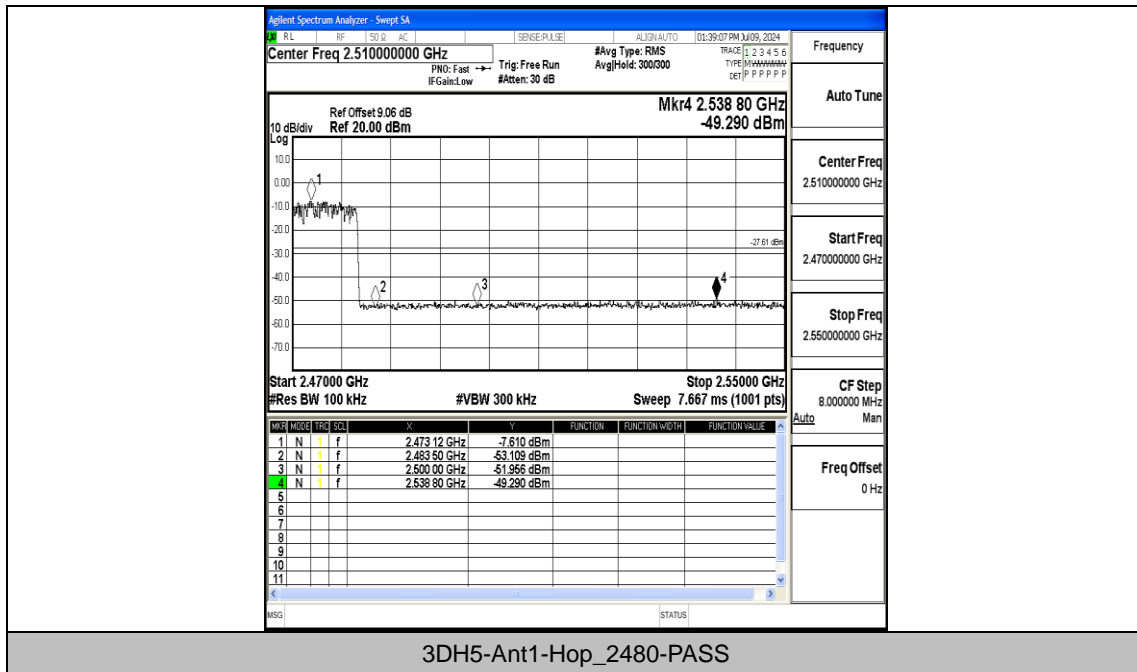 Agilent Spectrum Analyzer - Swept SA
RL RF 50 Ω AC SENSE:PULSE ALIGN AUTO 01:39:07 PM Jul 09, 2024
Center Freq 2.510000000 GHz
PNO: Fast
IFGain:Low
Trig: Free Run
#Atten: 30 dB
#Avg Type: RMS
Avg|Hold: 300/300
TRACE 1 2 3 4 5 6
TYPE M
DET P P P P P P
Mkr4 2.538 80 GHz
-49.290 dBm
Ref Offset 9.06 dB
10 dB/div Ref 20.00 dBm
Log
10.0
0.00
-10.0
-20.0
-30.0
-40.0
-50.0
-60.0
-70.0
1
2
3
4
-27.61 dBm
Start 2.47000 GHz Stop 2.55000 GHz
#Res BW 100 kHz #VBW 300 kHz Sweep 7.667 ms (1001 pts)
MKR MODE TRC SCL X Y FUNCTION FUNCTION WIDTH FUNCTION VALUE
1 N 1 f 2.473 12 GHz -7.610 dBm
2 N 1 f 2.483 50 GHz -53.109 dBm
3 N 1 f 2.500 00 GHz -51.956 dBm
4 N 1 f 2.538 80 GHz -49.290 dBm
5
6
7
8
9
10
11
MSG STATUS
Frequency
Auto Tune
Center Freq
2.510000000 GHz
Start Freq
2.470000000 GHz
Stop Freq
2.550000000 GHz
CF Step
8.000000 MHz
Auto Man
Freq Offset
0 Hz
3DH5-Ant1-Hop_2480-PASS